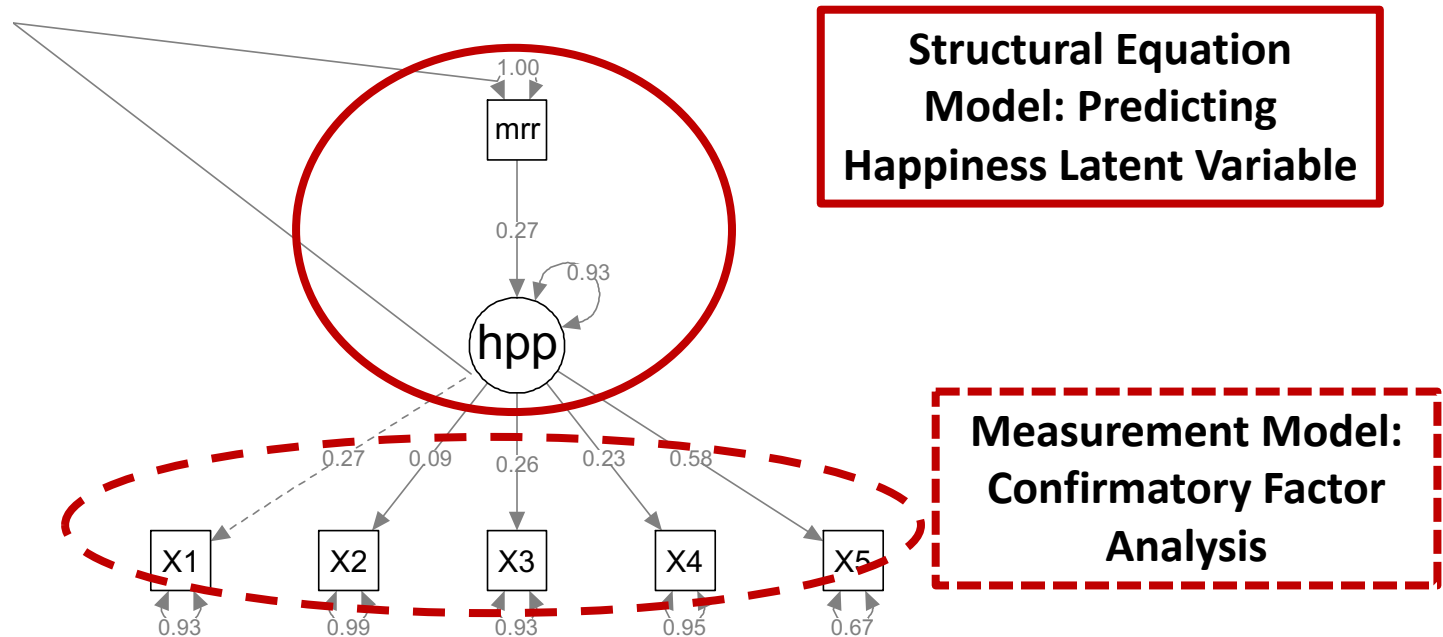 Structural Equation
Model: Predicting
Happiness Latent Variable
1.00
mrr
0.27
0.93
hpp
Measurement Model:
Confirmatory Factor
Analysis
0.27 0.09 0.26 0.23 0.58
X1 X2 X3 X4 X5
0.93 0.99 0.93 0.95 0.67